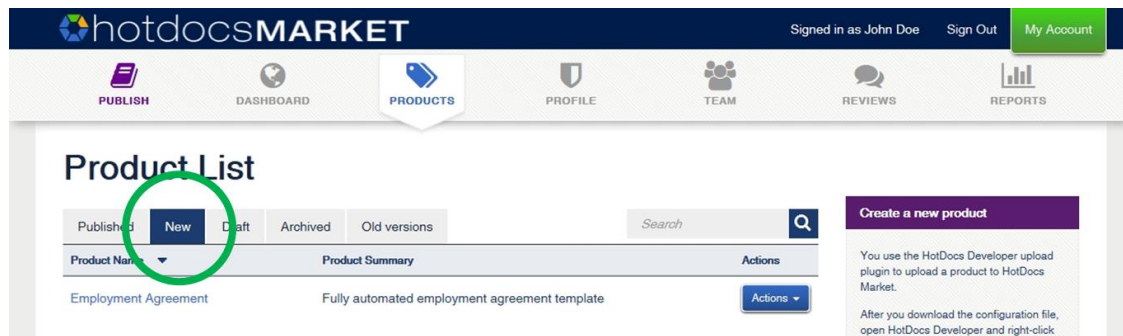 hotdocsMARKET
Signed in as John Doe Sign Out My Account
PUBLISH DASHBOARD PRODUCTS PROFILE TEAM REVIEWS REPORTS
Product List
Published New Draft Archived Old versions Search
Product Name Product Summary Actions
Employment Agreement Fully automated employment agreement template Actions
Create a new product
You use the HotDocs Developer upload
plugin to upload a product to HotDocs
Market.
After you download the configuration file,
open HotDocs Developer and right-click